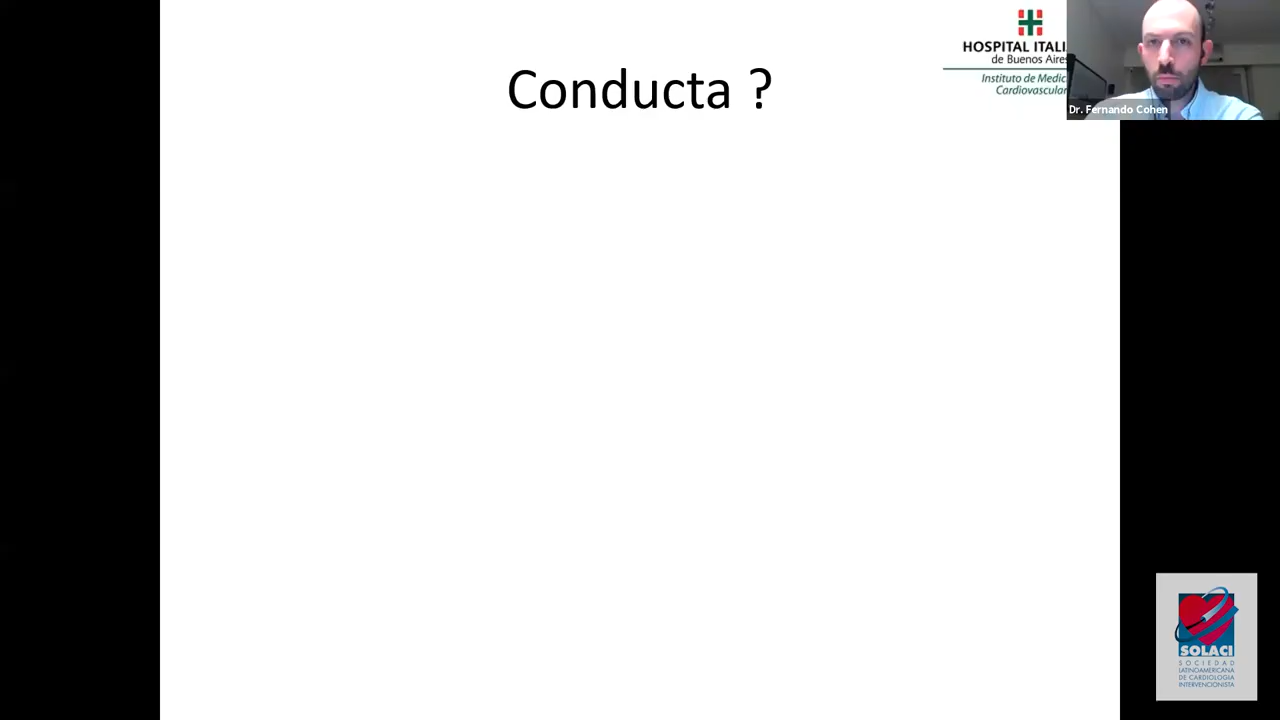 Conducta ?
HOSPITAL ITALI
de Buenos Aires
Instituto de Medic
Cardiovascular
Dr. Fernando Cohen
SOLACI
SOCIEDAD
LATINOAMERICANA
DE CARDIOLOGIA
INTERVENCIONISTA